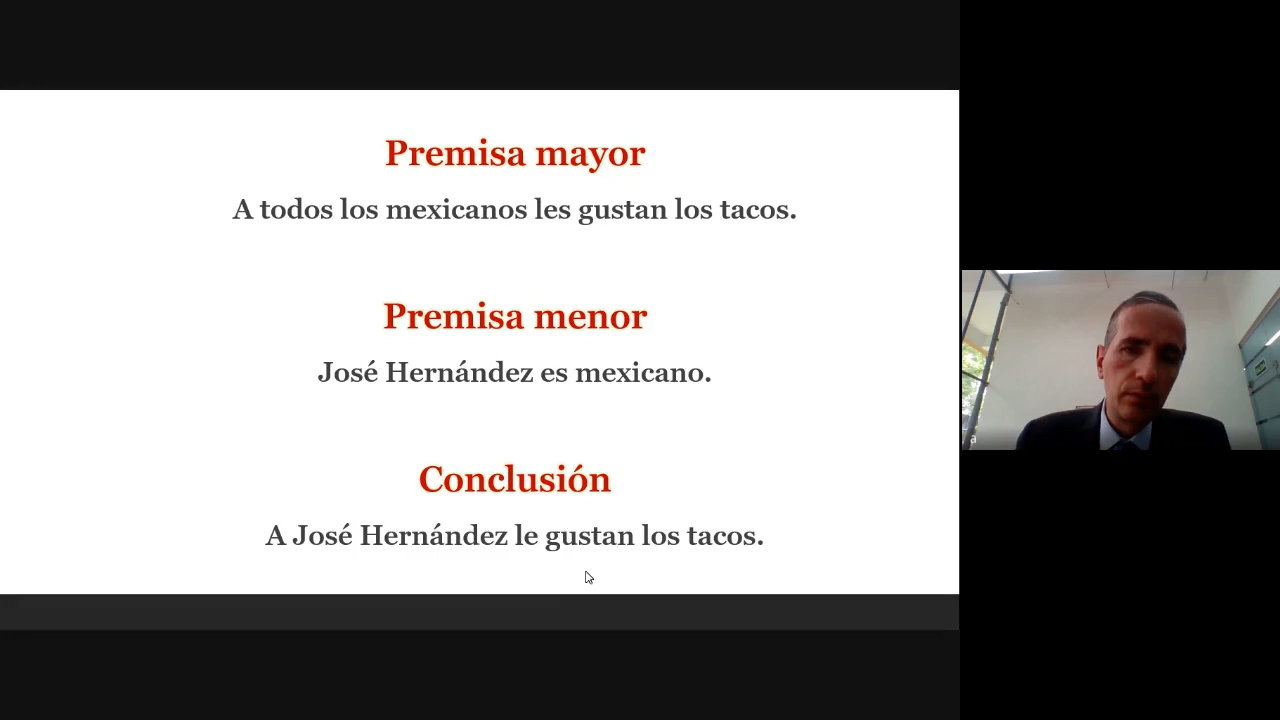 Premisa mayor
A todos los mexicanos les gustan los tacos.
Premisa menor
José Hernández es mexicano.
Conclusión
A José Hernández le gustan los tacos.
a